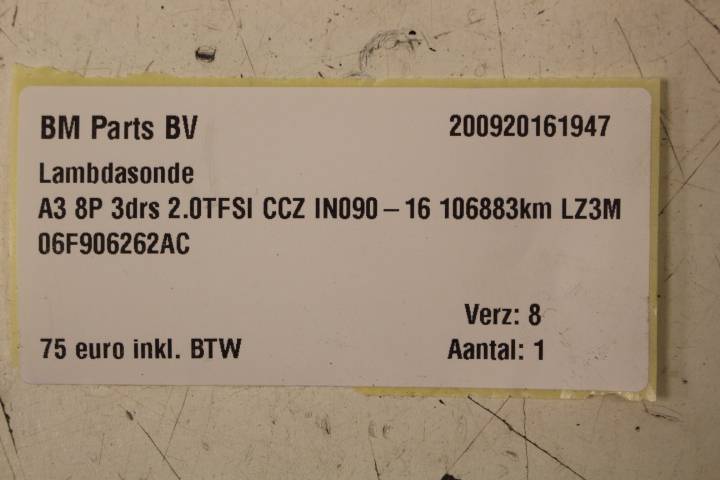 BM Parts BV 200920161947
Lambdasonde
A3 8P 3drs 2.0TFSI CCZ IN090 – 16 106883km LZ3M
06F906262AC
Verz: 8
75 euro inkl. BTW Aantal: 1